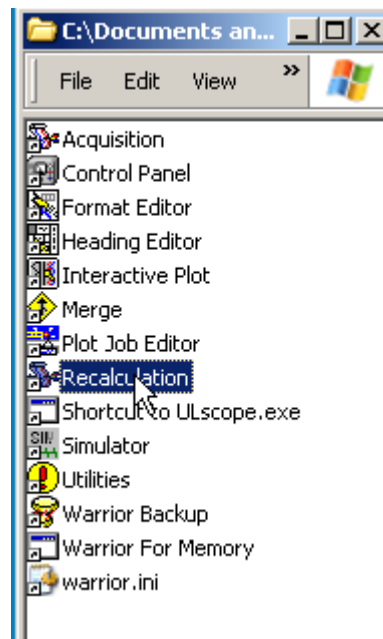 C:\Documents an...
File Edit View »
Acquisition
Control Panel
Format Editor
Heading Editor
Interactive Plot
Merge
Plot Job Editor
Recalculation
Shortcut to ULscope.exe
SIM
Simulator
Utilities
Warrior Backup
Warrior For Memory
warrior.ini